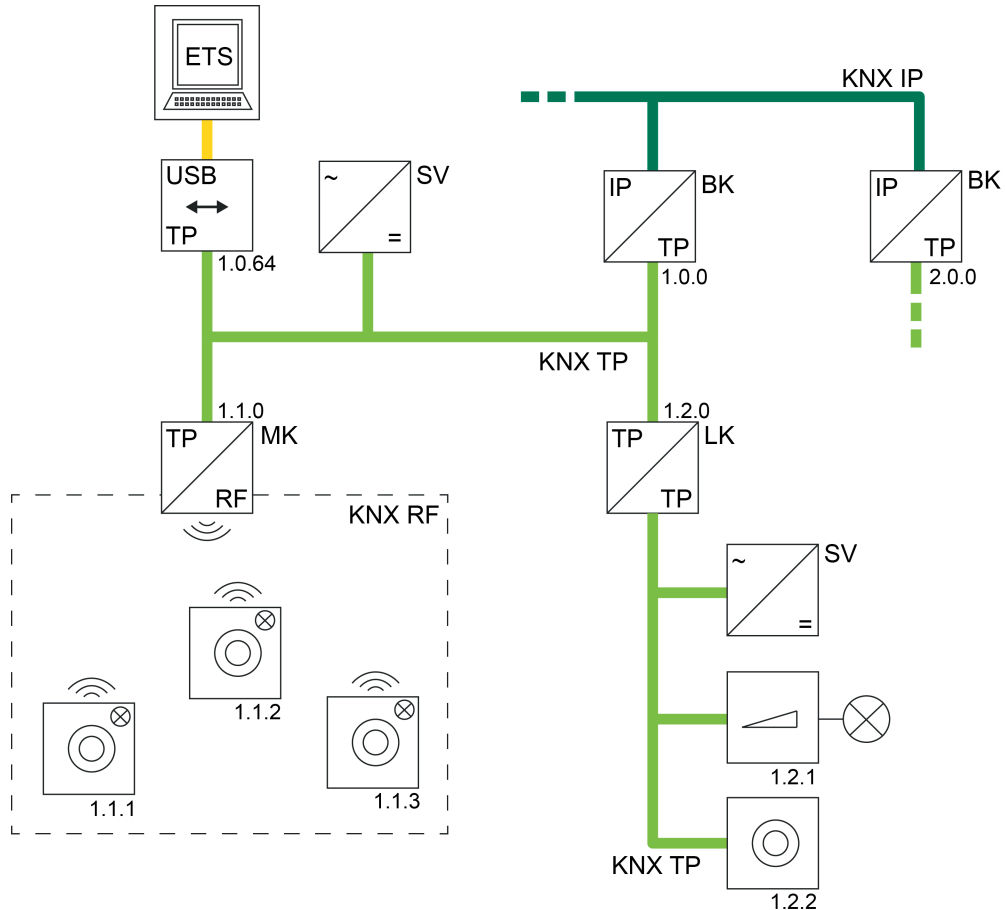 ETS
KNX IP
USB
TP
1.0.64
~
=
SV
IP
TP
BK
1.0.0
IP
TP
BK
2.0.0
KNX TP
1.1.0
TP
RF
MK
1.2.0
TP
TP
LK
KNX RF
~
=
SV
1.1.2
1.1.1
1.1.3
1.2.1
KNX TP
1.2.2